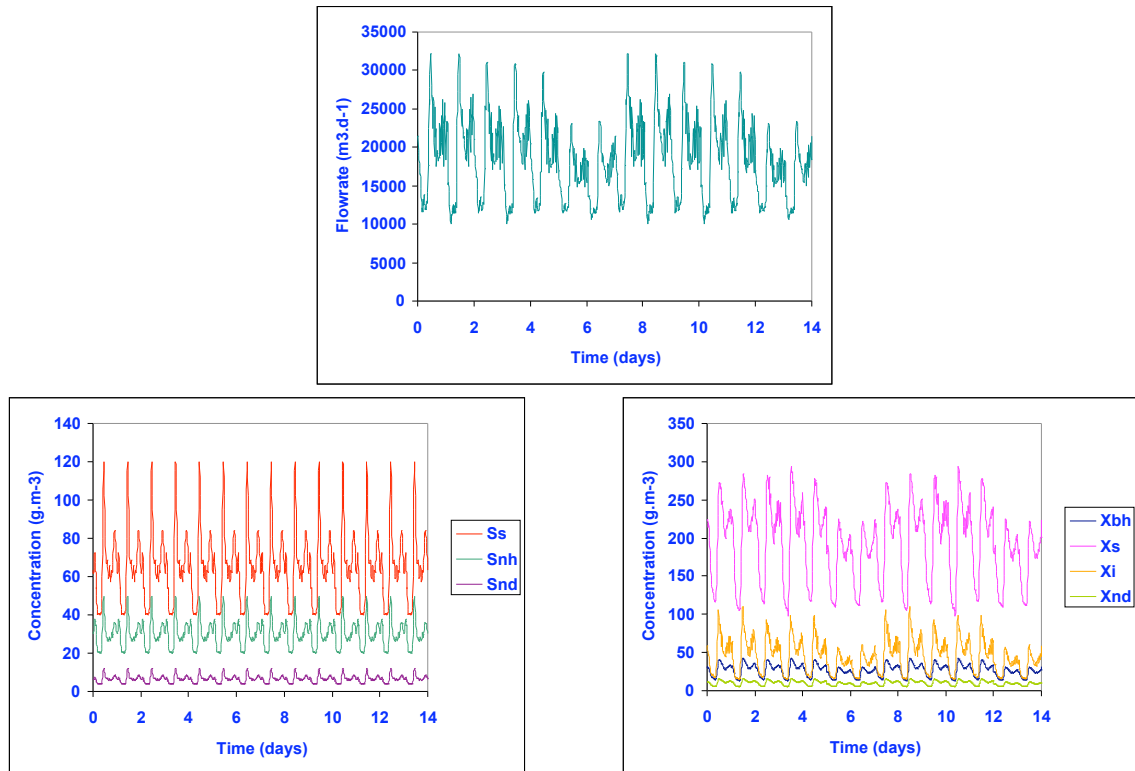 35000
30000
25000
20000
15000
10000
5000
0
Flowrate (m3.d-1)
0 2 4 6 8 10 12 14
Time (days)
140
120
100
80
60
40
20
0
Concentration (g.m-3)
0 2 4 6 8 10 12 14
Time (days)
Ss
Snh
Snd
350
300
250
200
150
100
50
0
Concentration (g.m-3)
0 2 4 6 8 10 12 14
Time (days)
Xbh
Xs
Xi
Xnd